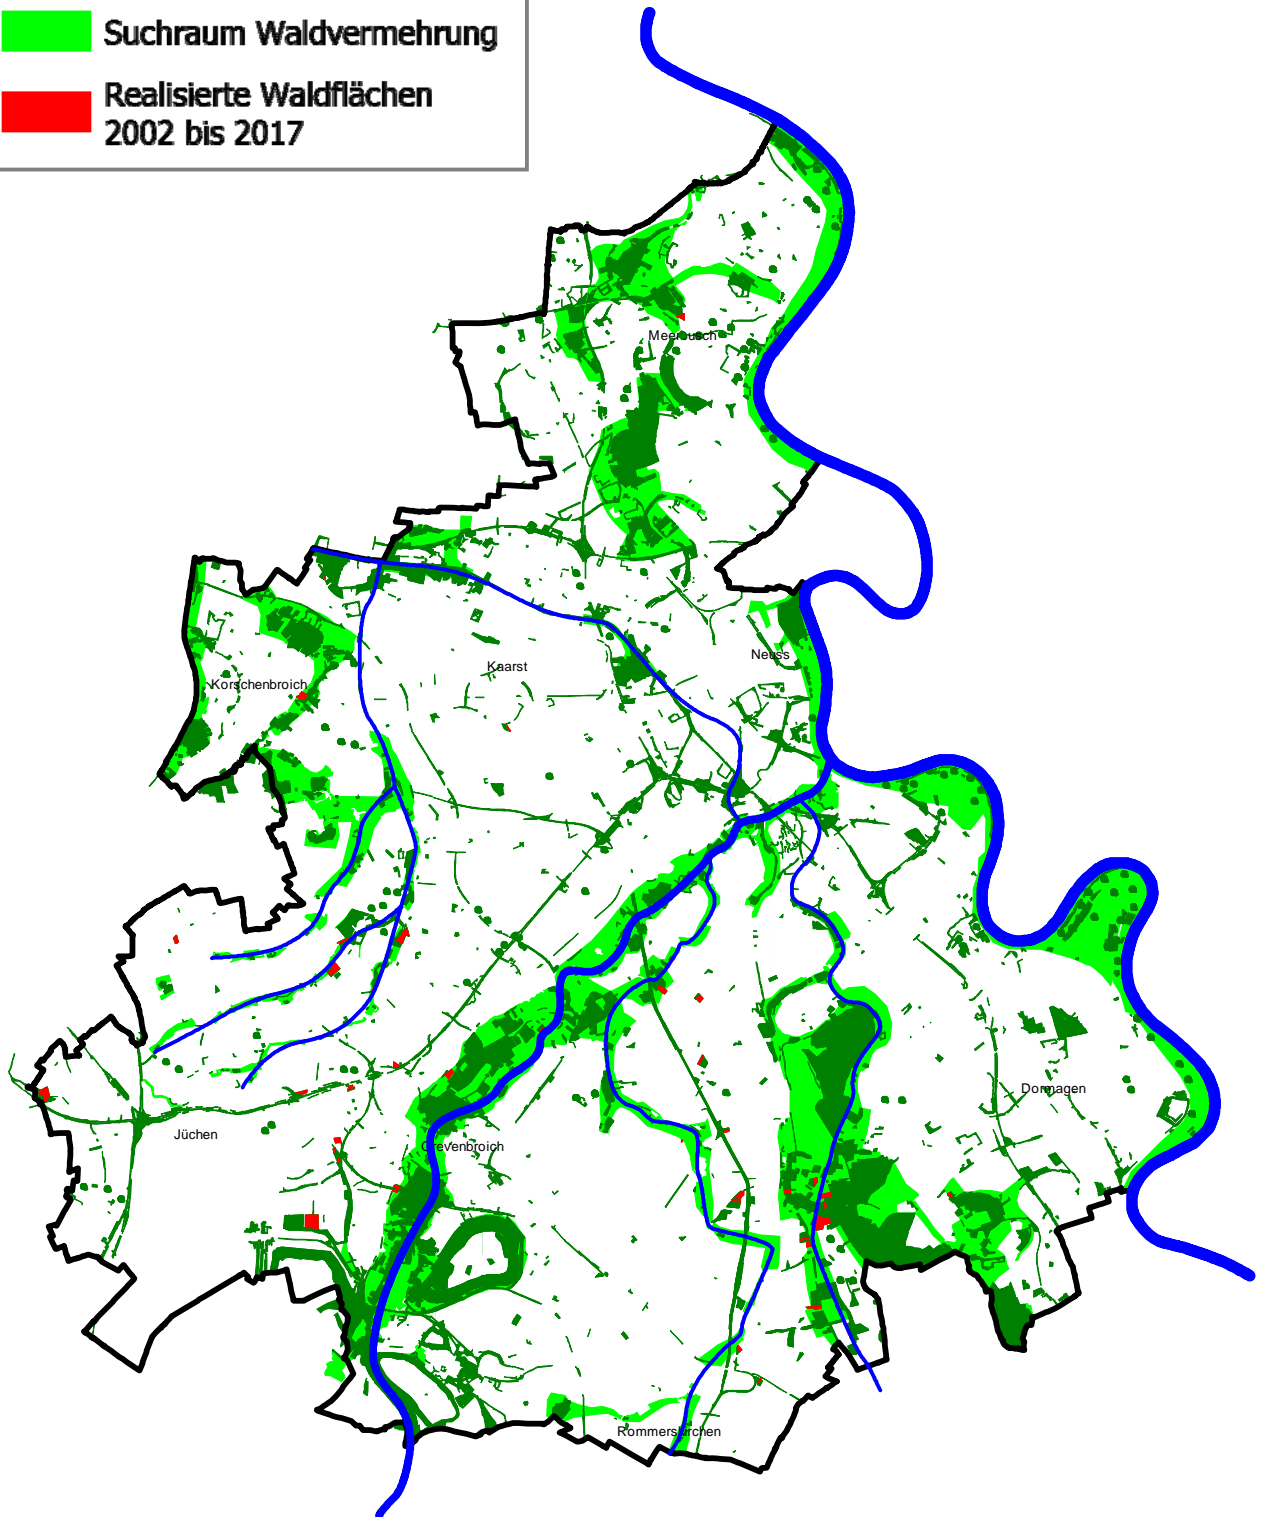 Suchraum Waldvermehrung
Realisierte Waldflächen
2002 bis 2017
Meerbusch
Neuss
Kaarst
Korschenbroich
Dormagen
Jüchen
Grevenbroich
Rommerskirchen